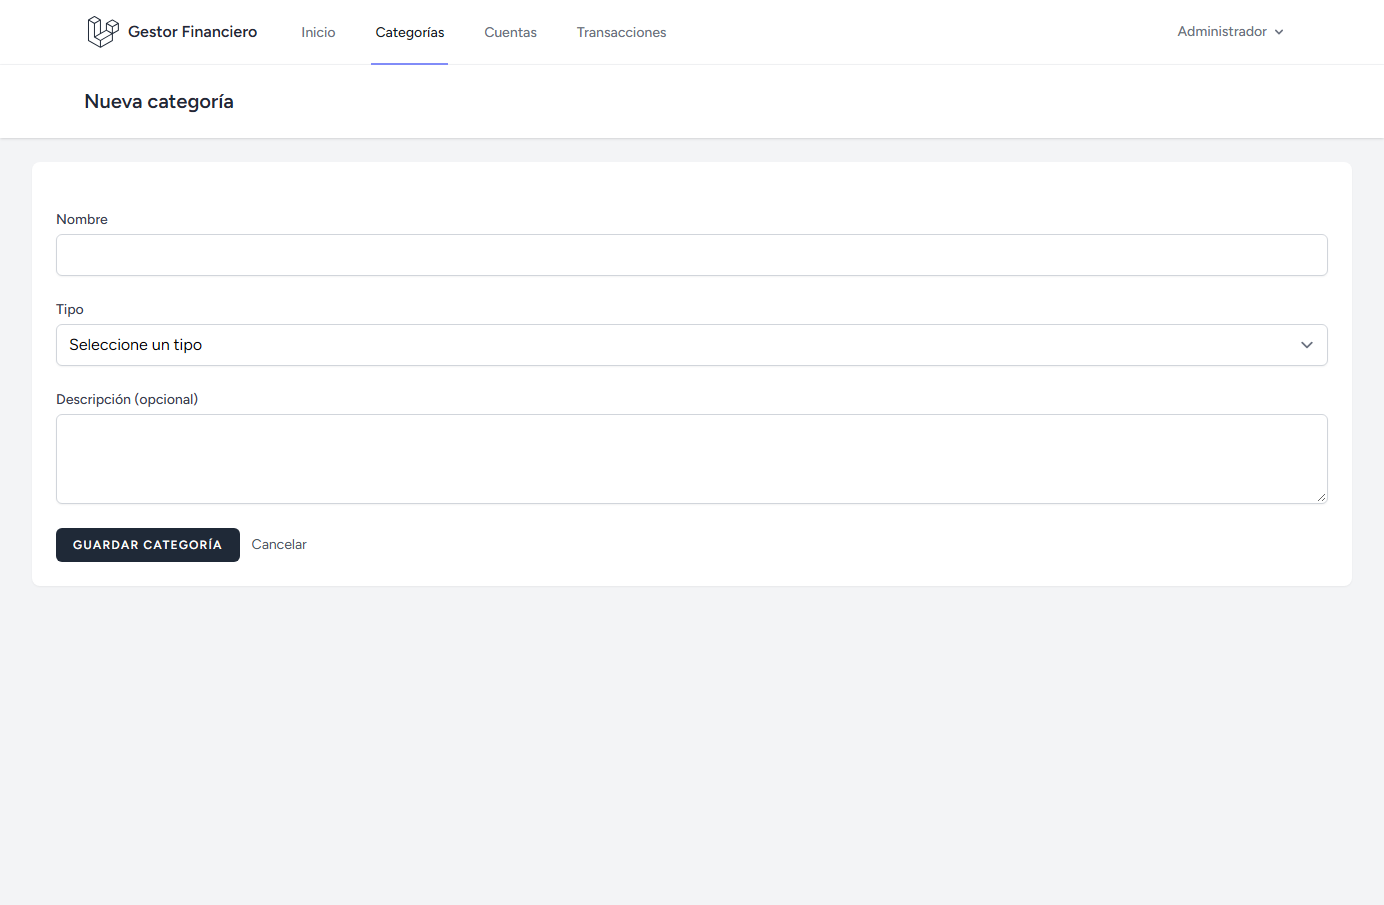 Gestor Financiero Inicio Categorías Cuentas Transacciones Administrador
Nueva categoría
Nombre
Tipo
Seleccione un tipo
Descripción (opcional)
GUARDAR CATEGORÍA Cancelar